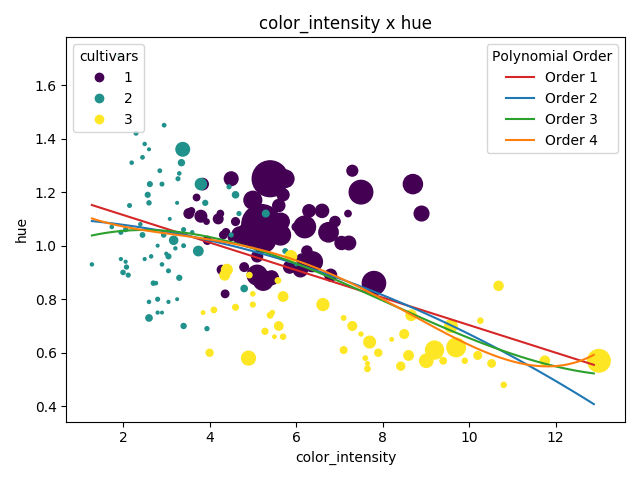 color_intensity x hue
cultivars
1
2
3
Polynomial Order
Order 1
Order 2
Order 3
Order 4
hue
1.6
1.4
1.2
1.0
0.8
0.6
0.4
2 4 6 8 10 12
color_intensity